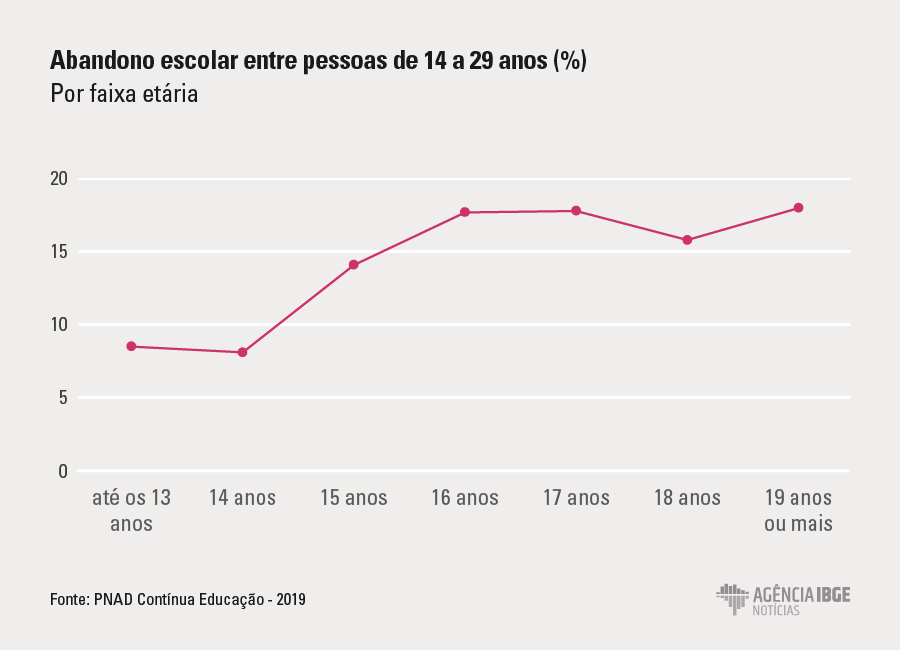 Abandono escolar entre pessoas de 14 a 29 anos (%)
Por faixa etária
20
15
10
5
0
até os 13 anos
14 anos
15 anos
16 anos
17 anos
18 anos
19 anos ou mais
Fonte: PNAD Contínua Educação - 2019
AGÊNCIA IBGE
NOTÍCIAS